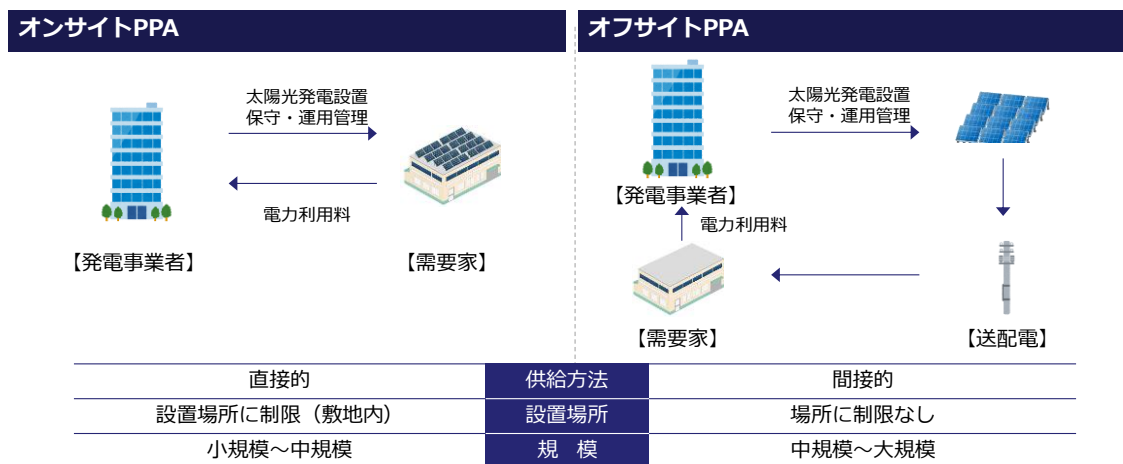 オンサイトPPA
太陽光発電設置
保守・運用管理
電力利用料
【発電事業者】
【需要家】
オフサイトPPA
太陽光発電設置
保守・運用管理
【発電事業者】
電力利用料
【需要家】
【送配電】
直接的 供給方法 間接的
設置場所に制限（敷地内） 設置場所 場所に制限なし
小規模～中規模 規　模 中規模～大規模